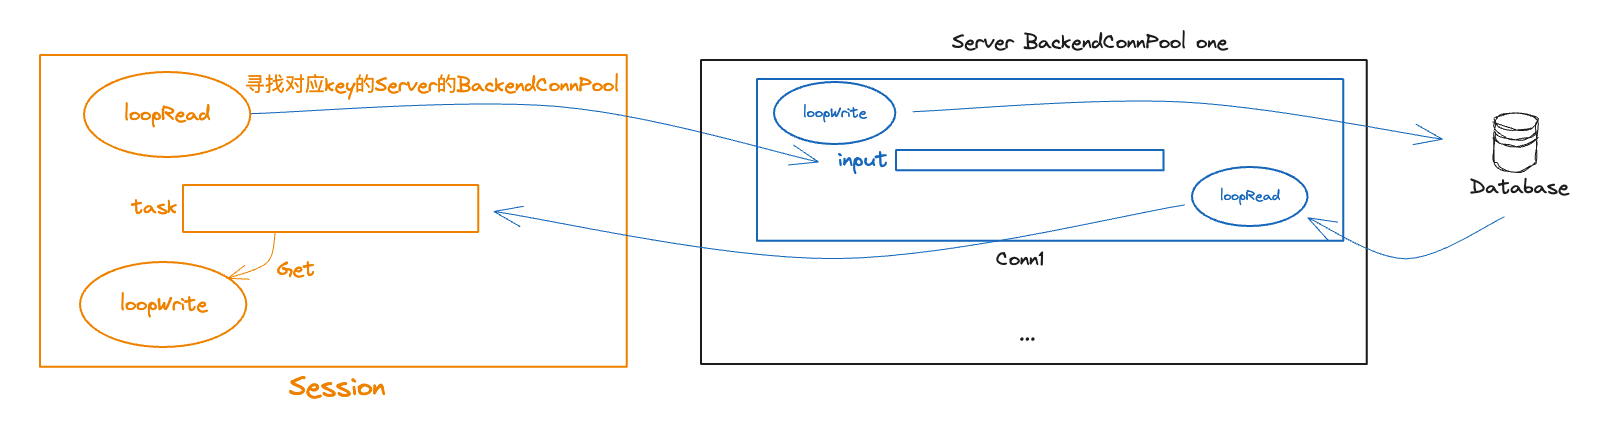 Server BackendConnPool one
loopRead
寻找对应key的Server的BackendConnPool
task
Get
loopWrite
Session
loopWrite
input
loopRead
Conn1
...
Database